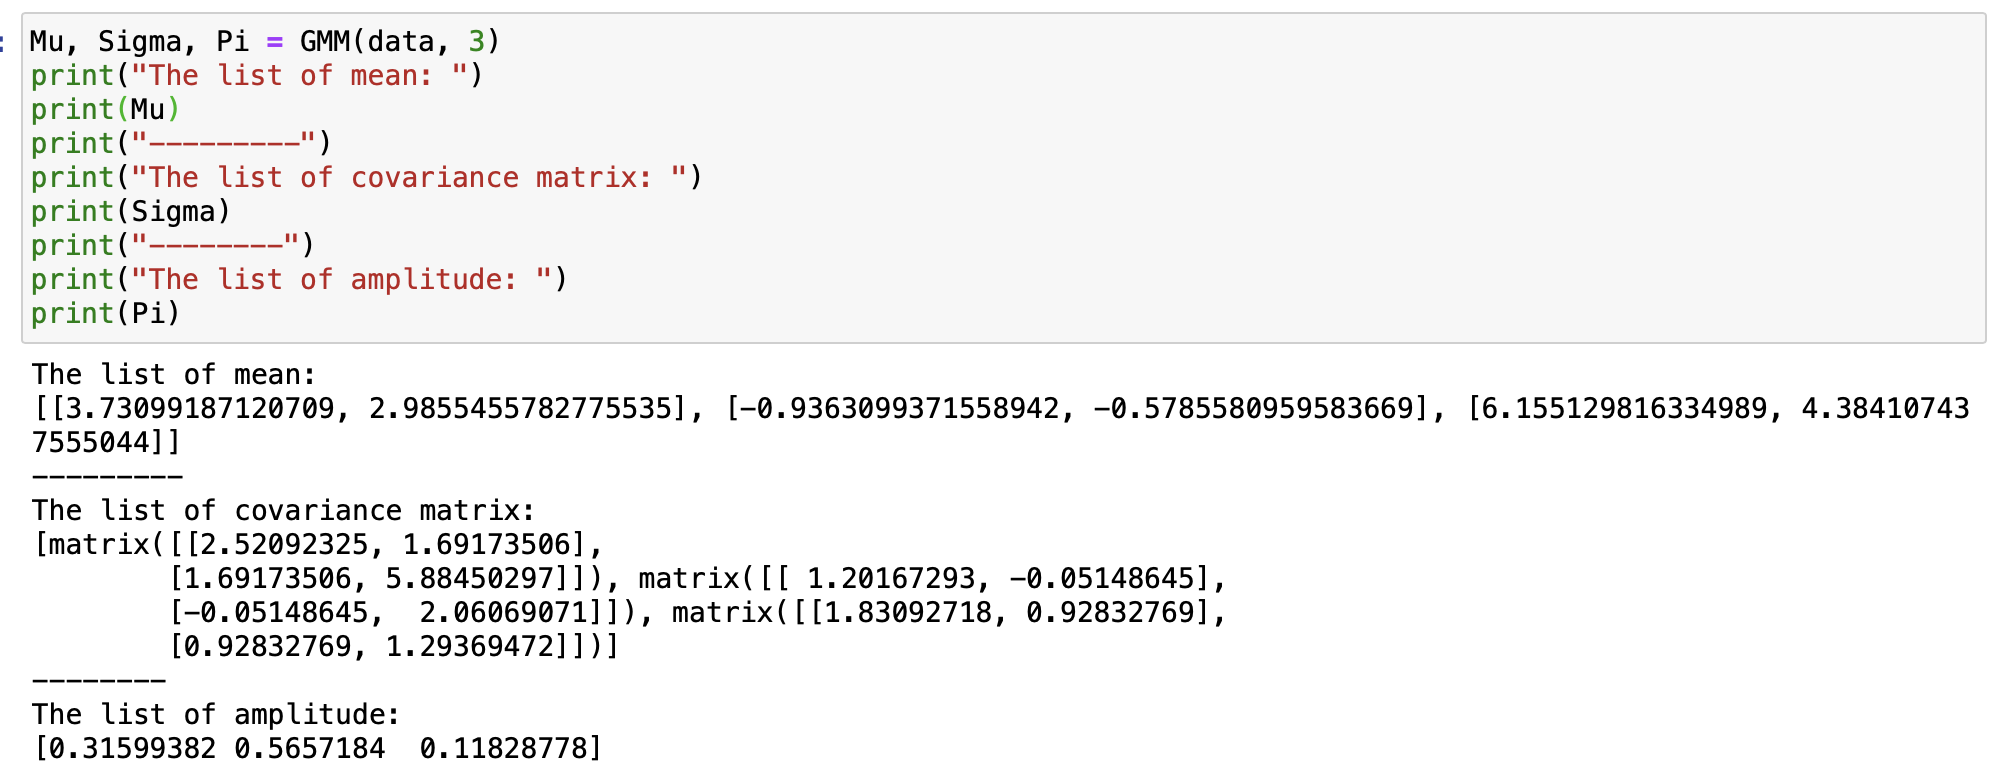 :
Mu, Sigma, Pi = GMM(data, 3)
print("The list of mean: ")
print(Mu)
print("---------")
print("The list of covariance matrix: ")
print(Sigma)
print("--------")
print("The list of amplitude: ")
print(Pi)
The list of mean:
[[3.73099187120709, 2.9855455782775535], [-0.9363099371558942, -0.5785580959583669], [6.155129816334989, 4.38410743
7555044]]
---------
The list of covariance matrix:
[matrix([[2.52092325, 1.69173506],
        [1.69173506, 5.88450297]]), matrix([[ 1.20167293, -0.05148645],
        [-0.05148645,  2.06069071]]), matrix([[1.83092718, 0.92832769],
        [0.92832769, 1.29369472]])]
--------
The list of amplitude:
[0.31599382 0.5657184  0.11828778]